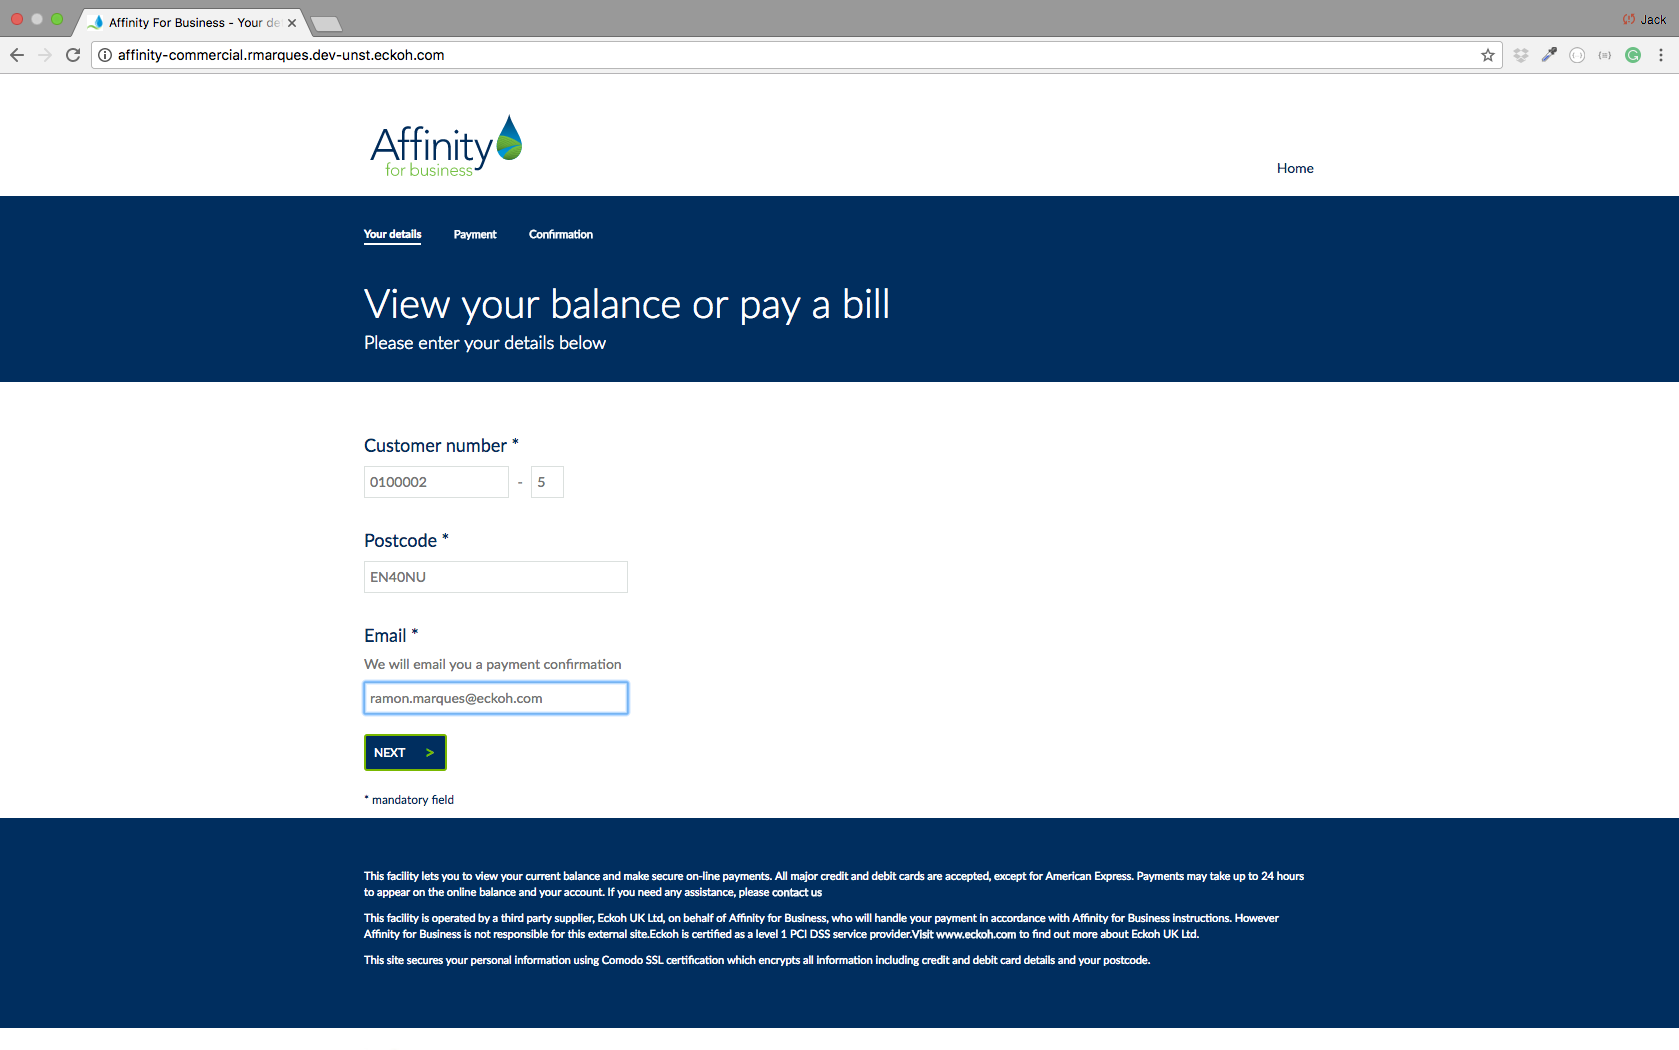 Affinity For Business - Your de
Jack
affinity-commercial.rmarques.dev-unst.eckoh.com
Affinity
for business
Home
Your details Payment Confirmation
View your balance or pay a bill
Please enter your details below
Customer number *
0100002 - 5
Postcode *
EN40NU
Email *
We will email you a payment confirmation
ramon.marques@eckoh.com
NEXT >
* mandatory field
This facility lets you to view your current balance and make secure on-line payments. All major credit and debit cards are accepted, except for American Express. Payments may take up to 24 hours
to appear on the online balance and your account. If you need any assistance, please contact us
This facility is operated by a third party supplier, Eckoh UK Ltd, on behalf of Affinity for Business, who will handle your payment in accordance with Affinity for Business instructions. However
Affinity for Business is not responsible for this external site.Eckoh is certified as a level 1 PCI DSS service provider.Visit www.eckoh.com to find out more about Eckoh UK Ltd.
This site secures your personal information using Comodo SSL certification which encrypts all information including credit and debit card details and your postcode.